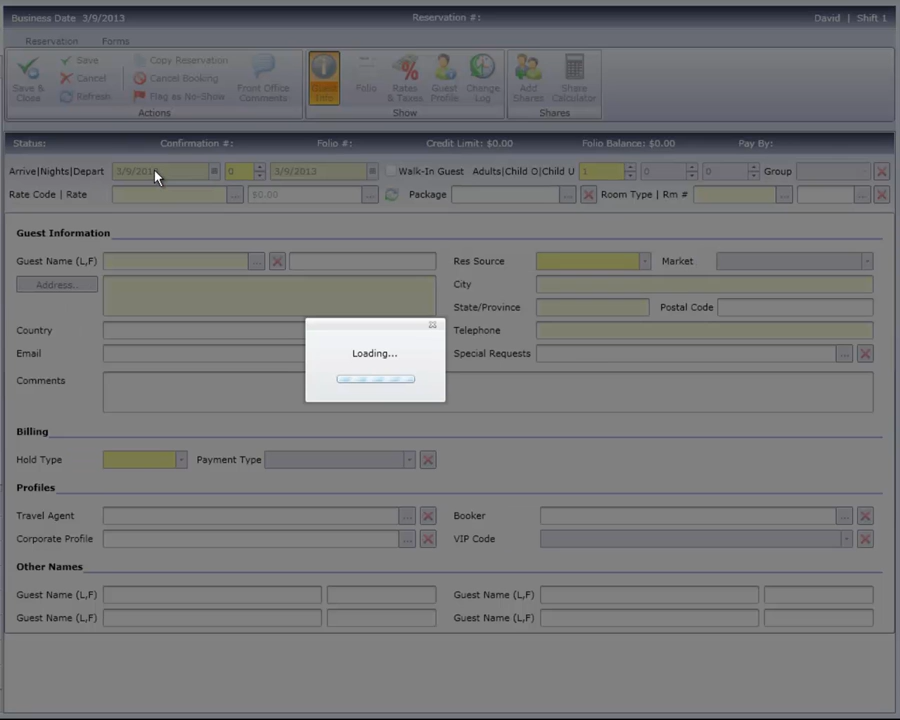 Business Date 3/9/2013 Reservation #: David | Shift 1
Reservation Forms
Save & Close
Save
Cancel
Refresh
Copy Reservation
Cancel Booking
Flag as No-Show
Front Office Comments
Guest Info
Folio
Rates & Taxes
Guest Profile
Change Log
Add Shares
Share Calculator
Actions Show Shares
Status: Confirmation #: Folio #: Credit Limit: $0.00 Folio Balance: $0.00 Pay By:
Arrive|Nights|Depart 3/9/2013 0 3/9/2013 Walk-In Guest Adults|Child O|Child U 1 0 0 Group
Rate Code | Rate ... $0.00 ... Package ... Room Type | Rm # ... ...
Guest Information
Guest Name (L,F) ... Res Source Market
Address.. City
State/Province Postal Code
Country Telephone
Email Special Requests ...
Loading...
Comments
Billing
Hold Type Payment Type
Profiles
Travel Agent ... Booker ...
Corporate Profile ... VIP Code
Other Names
Guest Name (L,F) Guest Name (L,F)
Guest Name (L,F) Guest Name (L,F)